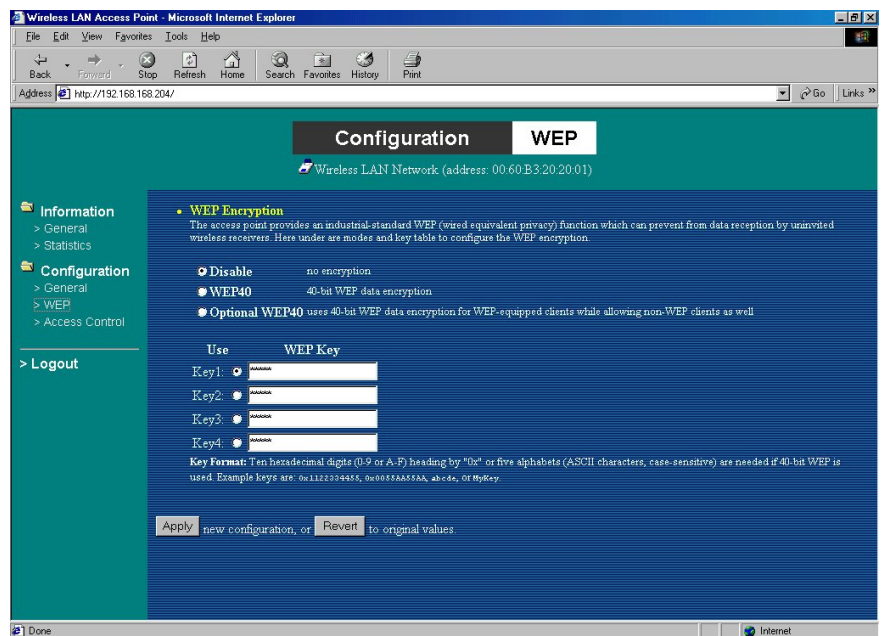 Wireless LAN Access Point - Microsoft Internet Explorer
File Edit View Favorites Tools Help
Back Forward Stop Refresh Home Search Favorites History Print
Address http://192.168.168.204/ Go Links »
Configuration WEP
Wireless LAN Network (address: 00:60:B3:20:20:01)
Information
> General
> Statistics
Configuration
> General
> WEP
> Access Control
> Logout
• WEP Encryption
The access point provides an industrial-standard WEP (wired equivalent privacy) function which can prevent from data reception by uninvited
wireless receivers. Here under are modes and key table to configure the WEP encryption.
Disable no encryption
WEP40 40-bit WEP data encryption
Optional WEP40 uses 40-bit WEP data encryption for WEP-equipped clients while allowing non-WEP clients as well
Use WEP Key
Key1: *****
Key2: *****
Key3: *****
Key4: *****
Key Format: Ten hexadecimal digits (0-9 or A-F) heading by "0x" or five alphabets (ASCII characters, case-sensitive) are needed if 40-bit WEP is
used. Example keys are: 0x1122334455, 0x0055AA55AA, abcde, or MyKey.
Apply new configuration, or Revert to original values.
Done Internet